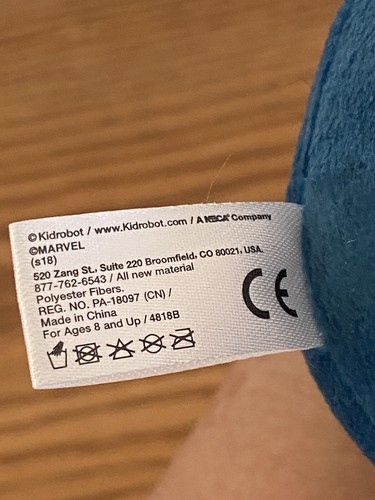 ©Kidrobot / www.Kidrobot.com / A NECA® Company
©MARVEL
(s18)
520 Zang St., Suite 220 Broomfield, CO 80021, USA.
877-762-6543 / All new material
Polyester Fibers.
REG. NO. PA-18097 (CN) /
Made in China
For Ages 8 and Up / 4818B
CE